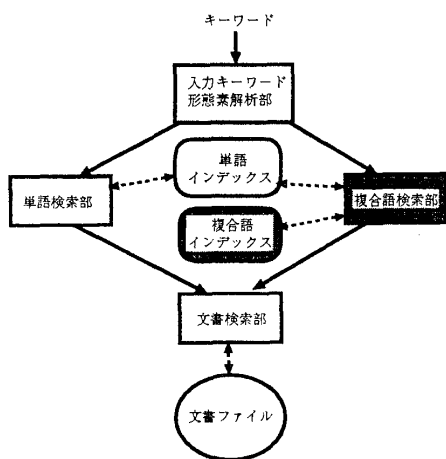 キーワード
入力キーワード
形態素解析部
単語
インデックス
単語検索部
複合語検索部
複合語
インデックス
文書検索部
文書ファイル